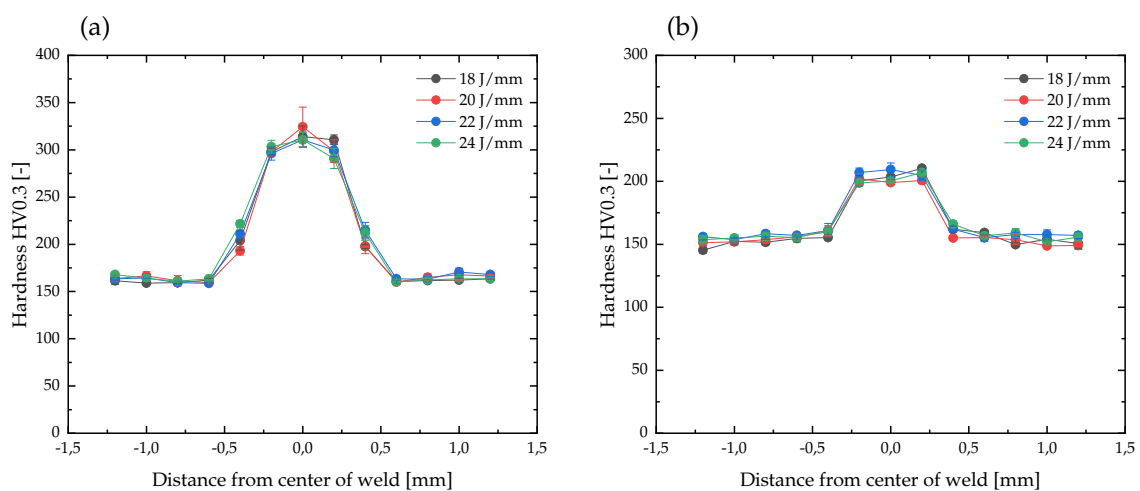 (a)
Hardness HV0.3 [-]
400
350
300
250
200
150
100
50
0
-1,5
-1,0
-0,5
0,0
0,5
1,0
1,5
Distance from center of weld [mm]
18 J/mm
20 J/mm
22 J/mm
24 J/mm
(b)
Hardness HV0.3 [-]
300
250
200
150
100
50
0
-1,5
-1,0
-0,5
0,0
0,5
1,0
1,5
Distance from center of weld [mm]
18 J/mm
20 J/mm
22 J/mm
24 J/mm